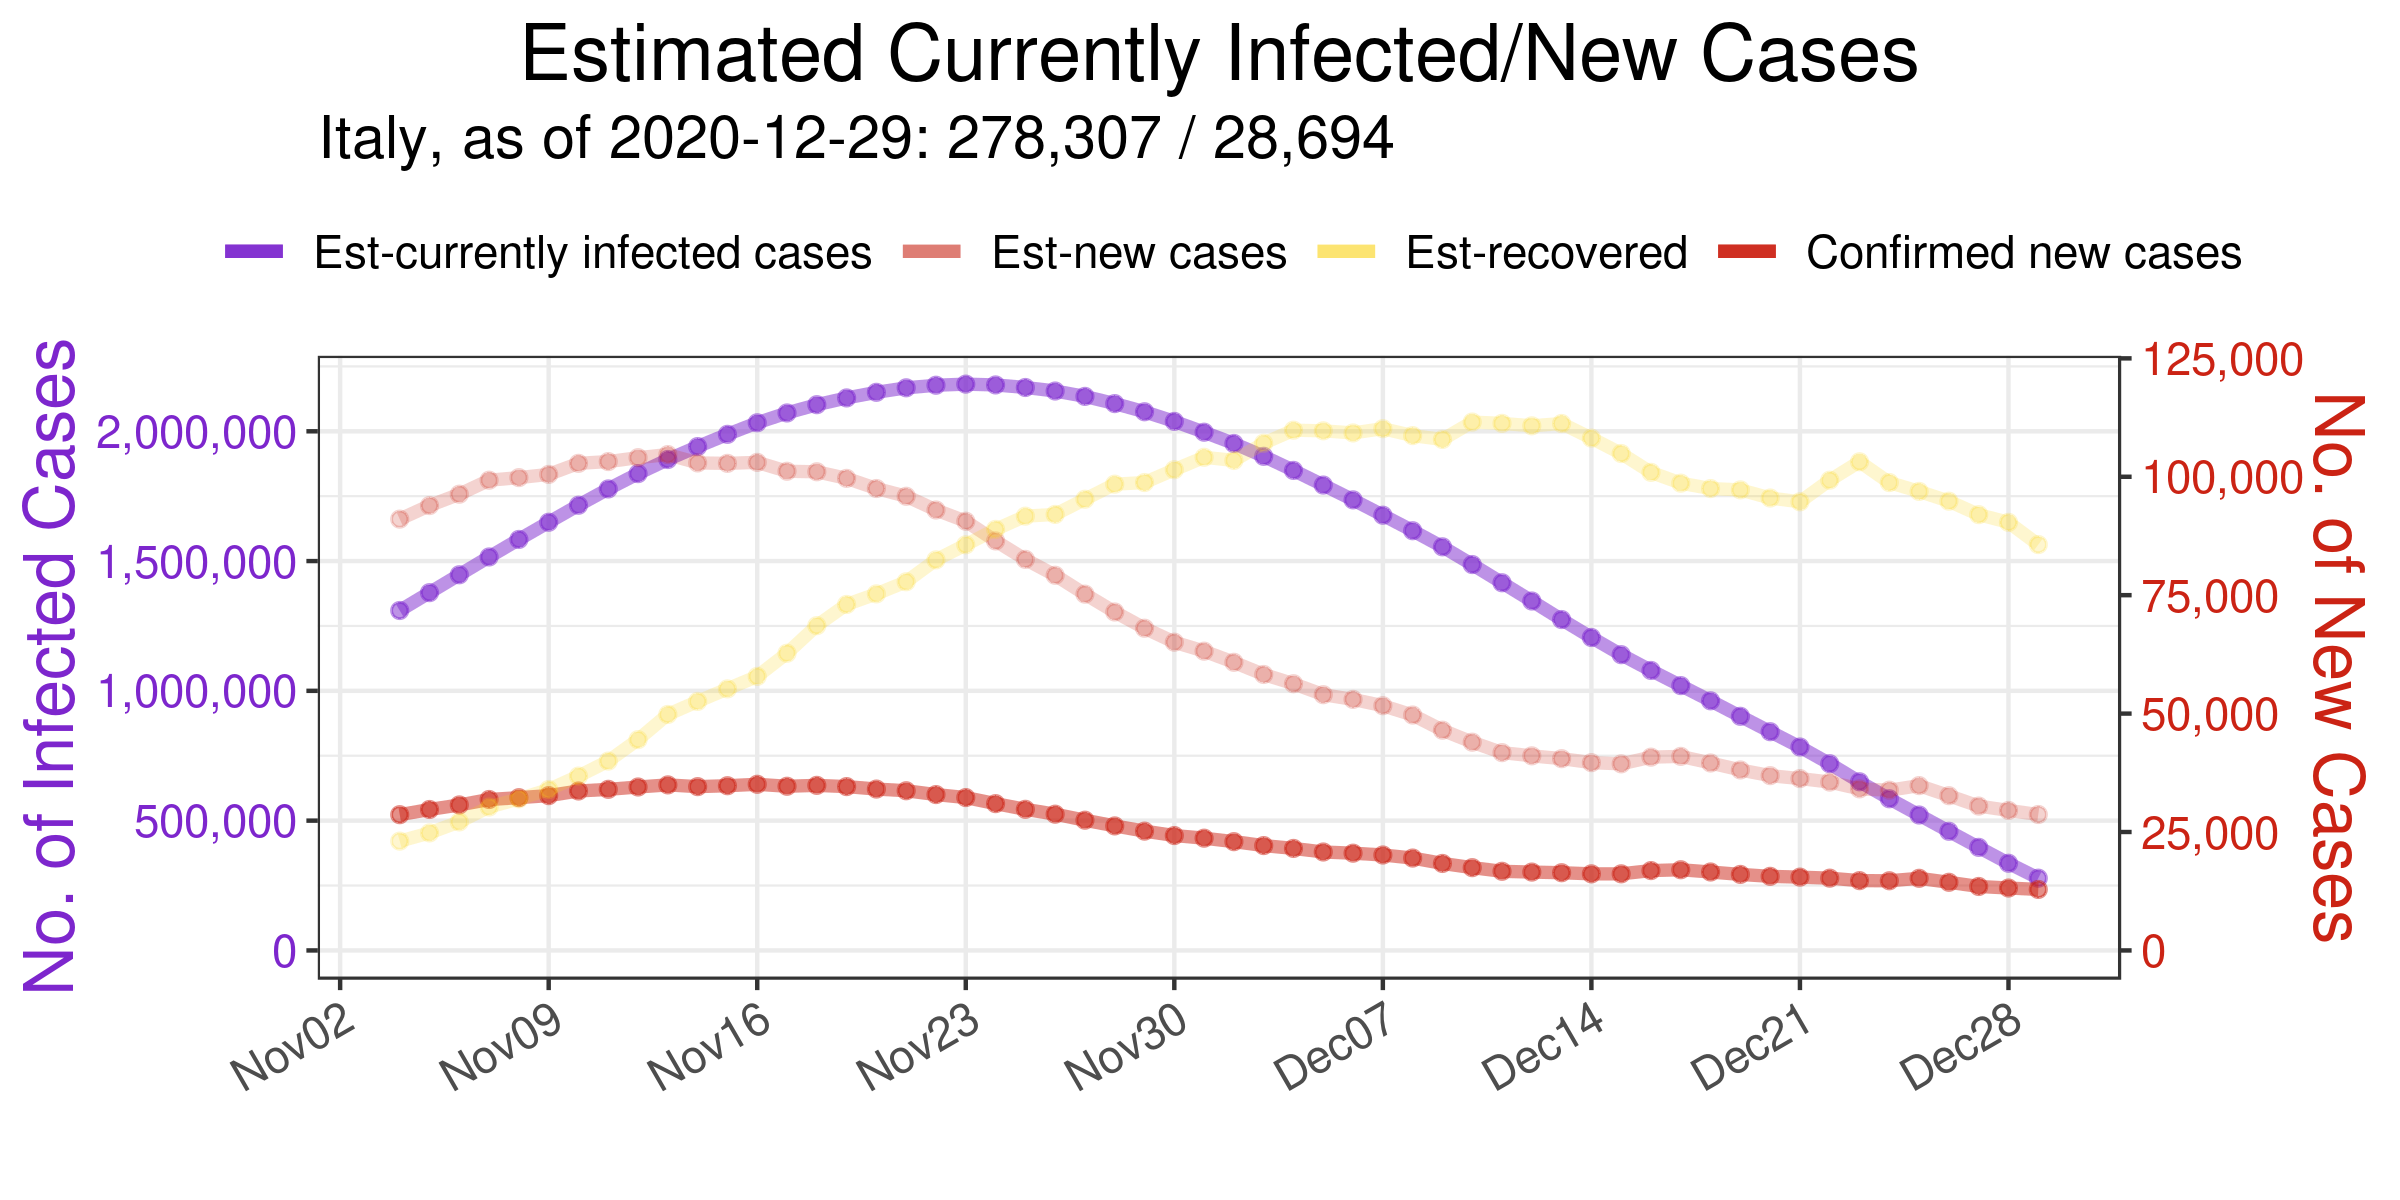 Estimated Currently Infected/New Cases
Italy, as of 2020-12-29: 278,307 / 28,694
Est-currently infected cases Est-new cases Est-recovered Confirmed new cases
No. of Infected Cases
2,000,000
1,500,000
1,000,000
500,000
0
125,000
100,000
75,000
50,000
25,000
0
No. of New Cases
Nov02 Nov09 Nov16 Nov23 Nov30 Dec07 Dec14 Dec21 Dec28